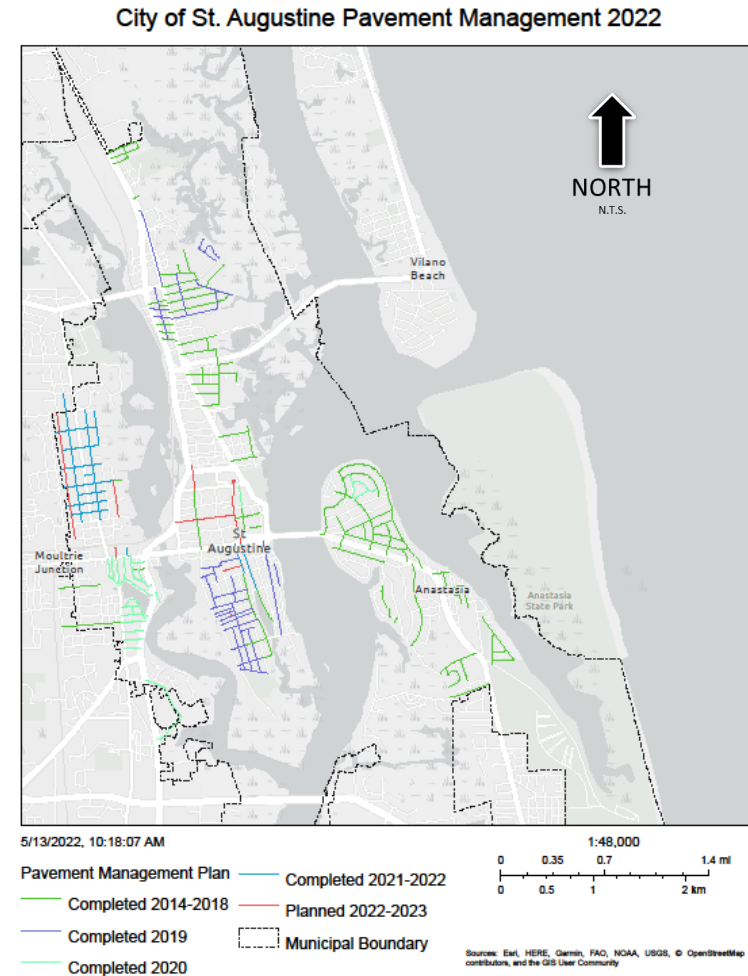 City of St. Augustine Pavement Management 2022
NORTH
N.T.S.
Vilano
Beach
St
Augustine
Moultrie
Junction
Anastasia
Anastasia
State Park
5/13/2022, 10:18:07 AM
1:48,000
0 0.35 0.7 1.4 mi
0 0.5 1 2 km
Pavement Management Plan
Completed 2014-2018
Completed 2019
Completed 2020
Completed 2021-2022
Planned 2022-2023
Municipal Boundary
Sources: Esri, HERE, Garmin, FAO, NOAA, USGS, © OpenStreetMap
contributors, and the GIS User Community